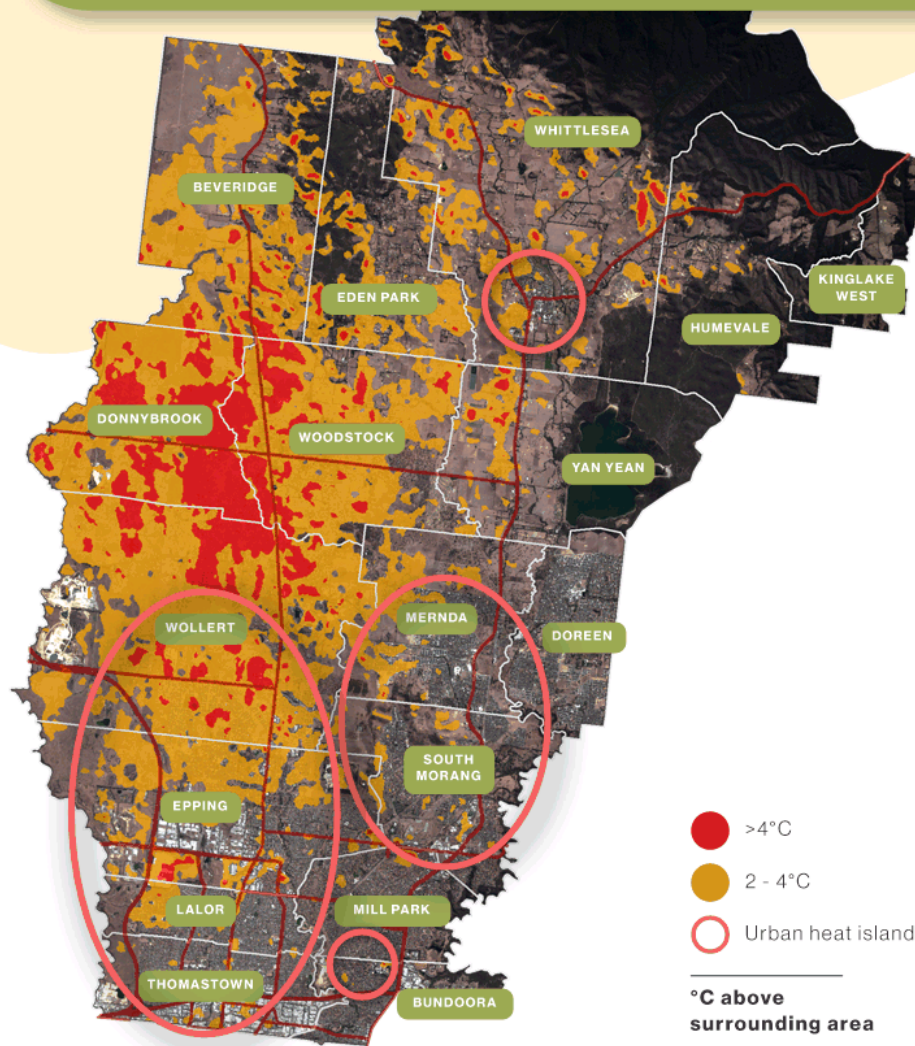 WHITTLESEA
BEVERIDGE
KINGLAKE
WEST
EDEN PARK
HUMEVALE
DONNYBROOK
WOODSTOCK
YAN YEAN
MERNDA
WOLLERT
DOREEN
SOUTH
MORANG
EPPING
>4°C
2 - 4°C
LALOR
MILL PARK
Urban heat island
THOMASTOWN
BUNDOORA
°C above
surrounding area